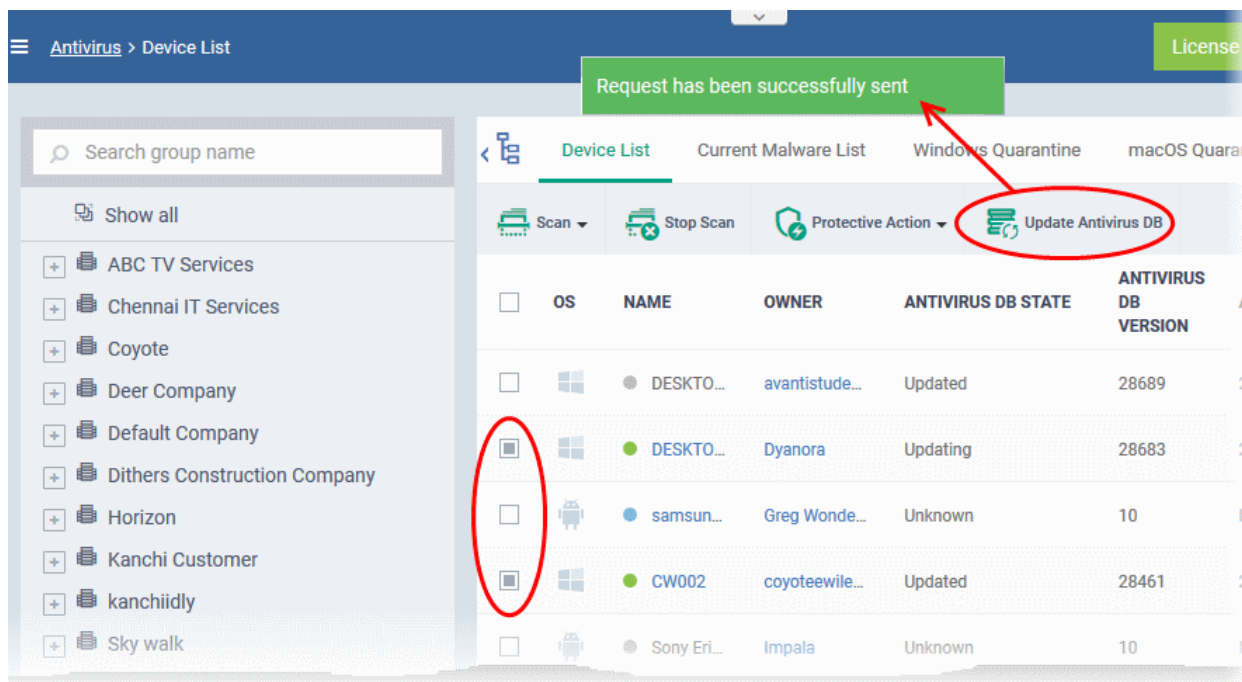 Antivirus > Device List
License
Request has been successfully sent
Search group name
Device List Current Malware List Windows Quarantine macOS Quara
Show all
Scan Stop Scan Protective Action Update Antivirus DB
ABC TV Services
Chennai IT Services
Coyote
Deer Company
Default Company
Dithers Construction Company
Horizon
Kanchi Customer
kanchiidly
Sky walk
OS NAME OWNER ANTIVIRUS DB STATE ANTIVIRUS
DB
VERSION
DESKTO... avantistude... Updated 28689
DESKTO... Dyanora Updating 28683
samsun... Greg Wonde... Unknown 10
CW002 coyoteewile... Updated 28461
Sony Eri... Impala Unknown 10